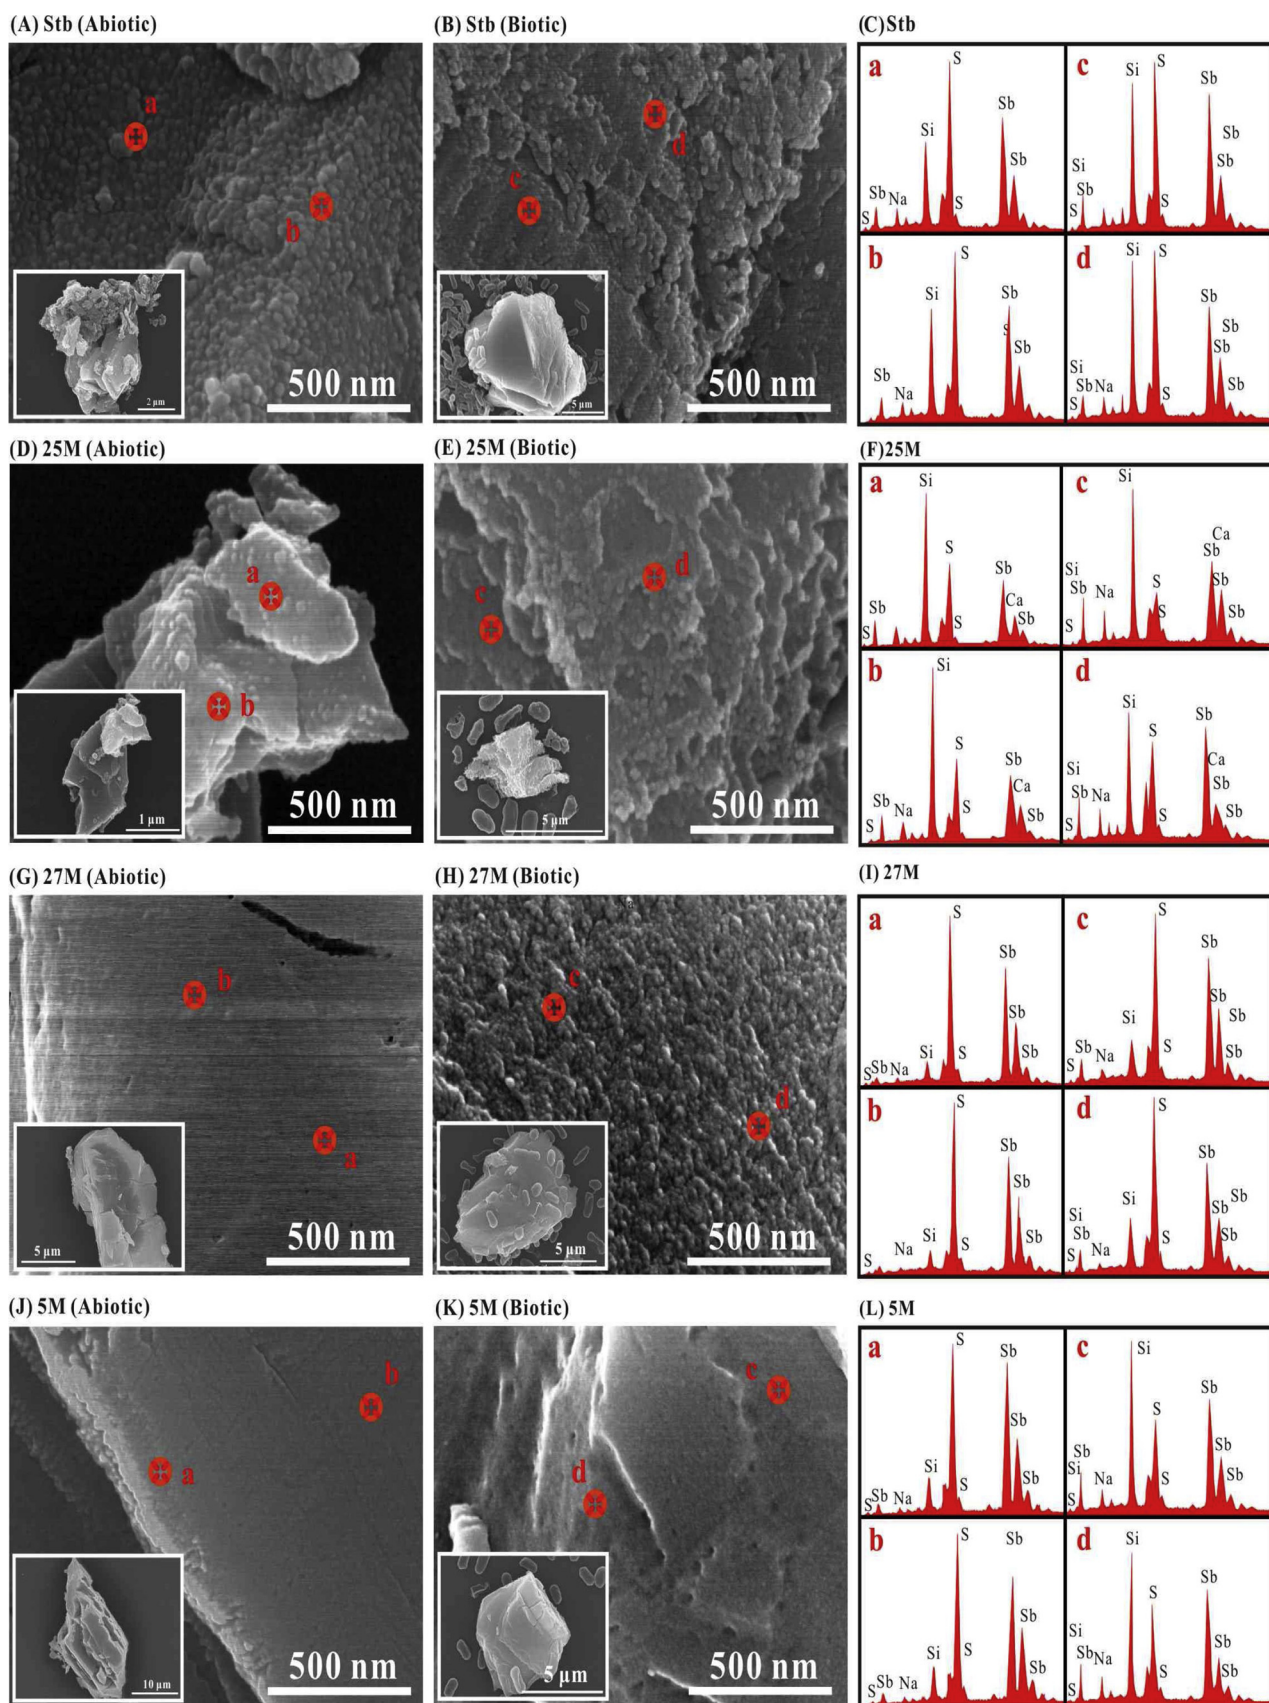 (A) Stb (Abiotic)
(B) Stb (Biotic)
(C) Stb
a
b
500 nm
2 µm
c
d
500 nm
5 µm
a
S
Si
Sb
Sb
Sb
Na
S
S
c
Si
S
Sb
Sb
Sb
Si
Sb
S
S
b
S
Si
Sb
S
Sb
Sb
Na
S
S
d
Si
S
Sb
Sb
Sb
Sb
Si
Sb
Na
S
S
(D) 25M (Abiotic)
(E) 25M (Biotic)
(F)25M
a
b
500 nm
1 µm
c
d
500 nm
5 µm
a
Si
S
Sb
Ca
Sb
Sb
S
S
c
Si
Ca
Sb
Sb
Sb
Si
Sb
Na
S
S
S
b
Si
S
Sb
Ca
Sb
Sb
Na
S
S
d
Si
S
Sb
Ca
Sb
Sb
Si
Sb
Na
S
S
(G) 27M (Abiotic)
(H) 27M (Biotic)
(I) 27M
b
a
500 nm
5 µm
Na
c
d
500 nm
5 µm
a
S
Sb
Sb
Sb
Si
S
S
Sb
Na
c
S
Sb
Sb
Sb
Si
S
Sb
Na
S
b
S
Sb
Sb
Sb
Si
S
Na
S
d
S
Sb
Sb
Sb
Sb
Si
Si
Sb
Na
S
S
(J) 5M (Abiotic)
(K) 5M (Biotic)
(L) 5M
b
a
500 nm
10 µm
c
d
500 nm
5 µm
a
S
Sb
Sb
Sb
Si
S
S
Sb
Na
c
Si
S
Sb
Sb
Sb
Sb
Si
Na
S
S
b
S
Sb
Sb
Sb
Si
S
Sb
Na
S
d
Si
S
Sb
Sb
Sb
Si
Sb
Na
S
S